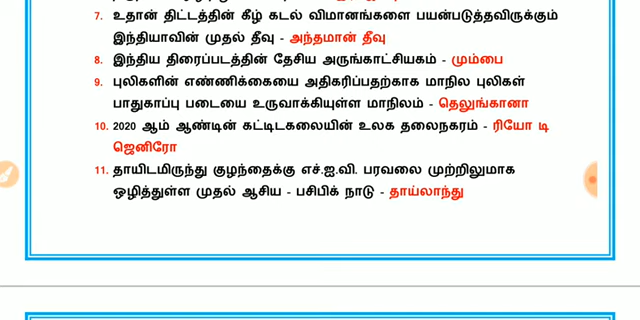 7. உதான் திட்டத்தின் கீழ் கடல் விமானங்களை பயன்படுத்தவிருக்கும்
இந்தியாவின் முதல் தீவு - அந்தமான் தீவு
8. இந்திய திரைப்படத்தின் தேசிய அருங்காட்சியகம் - மும்பை
9. புலிகளின் எண்ணிக்கையை அதிகரிப்பதற்காக மாநில புலிகள்
பாதுகாப்பு படையை உருவாக்கியுள்ள மாநிலம் - தெலுங்கானா
10. 2020 ஆம் ஆண்டின் கட்டிடகலையின் உலக தலைநகரம் - ரியோ டி
ஜெனிரோ
11. தாயிடமிருந்து குழந்தைக்கு எச்.ஐ.வி. பரவலை முற்றிலுமாக
ஒழித்துள்ள முதல் ஆசிய - பசிபிக் நாடு - தாய்லாந்து